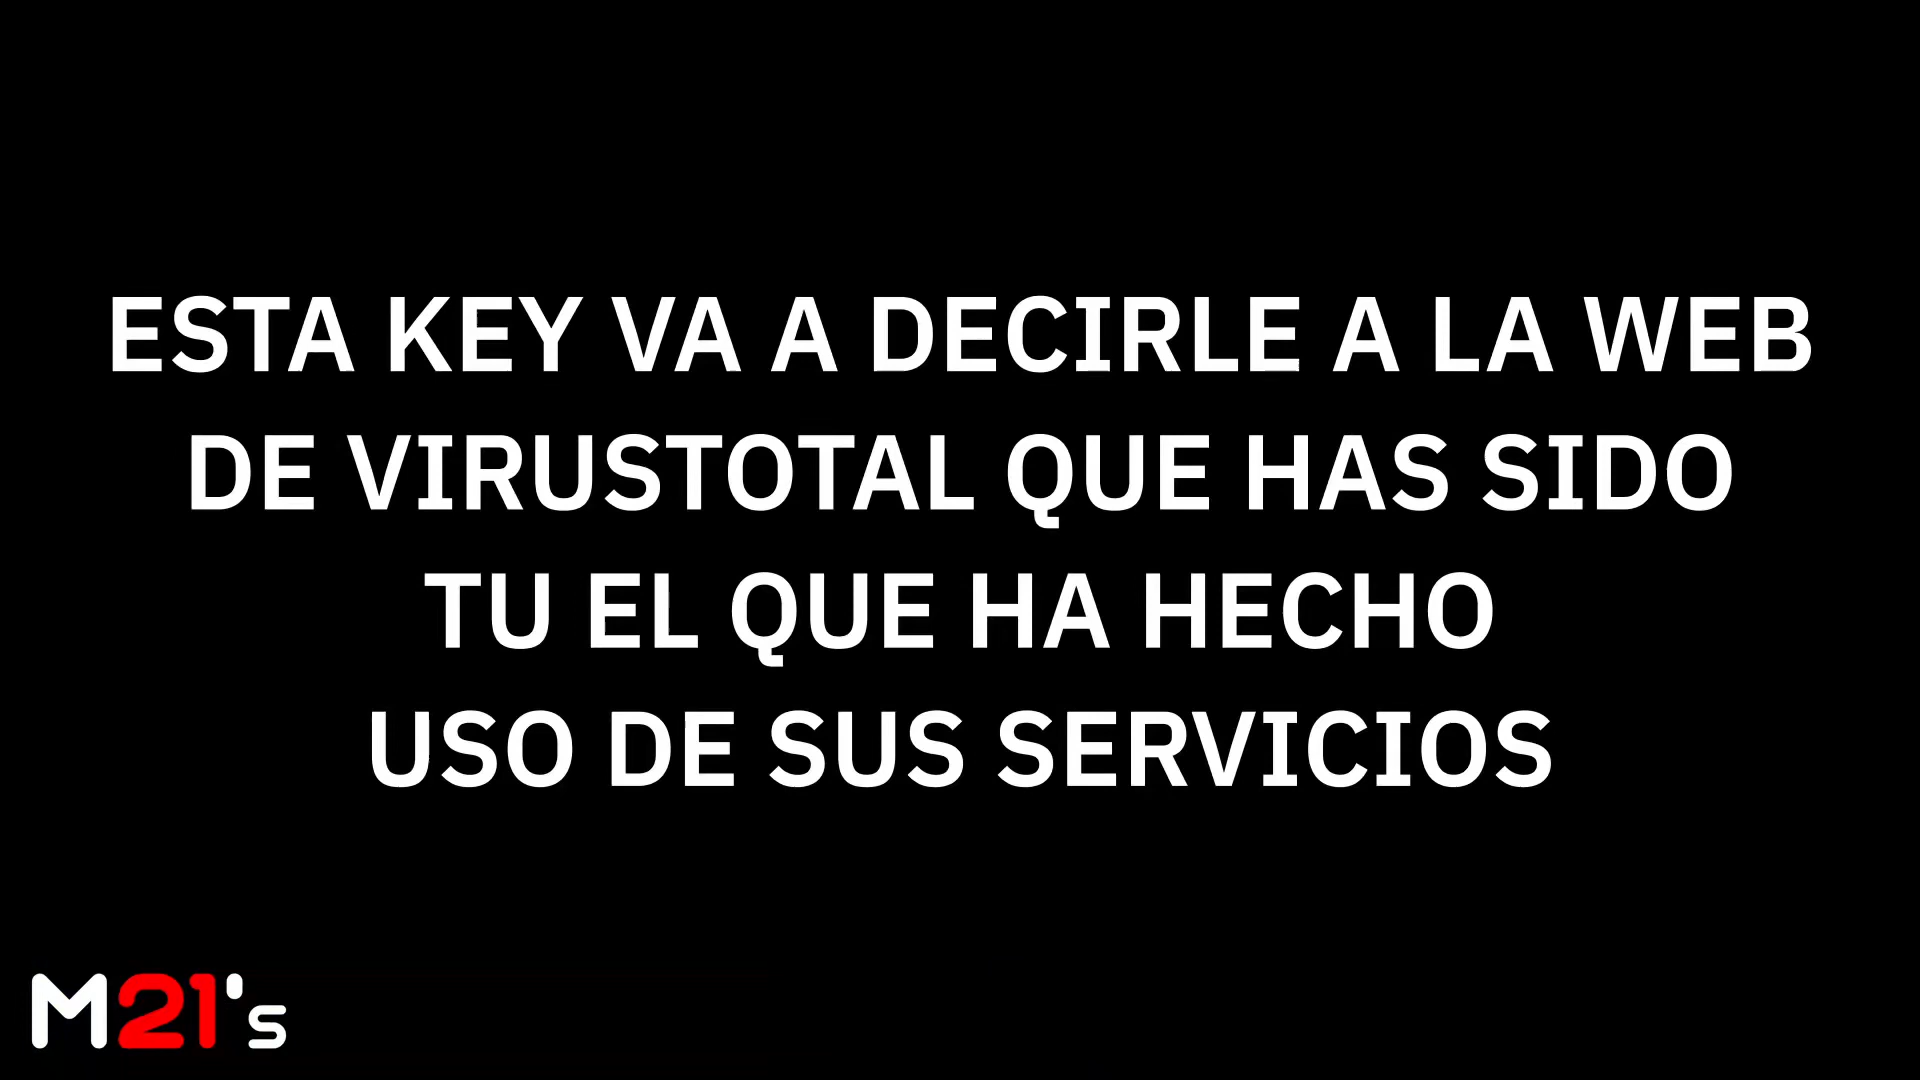 ESTA KEY VA A DECIRLE A LA WEB
DE VIRUSTOTAL QUE HAS SIDO
TU EL QUE HA HECHO
USO DE SUS SERVICIOS
M21's